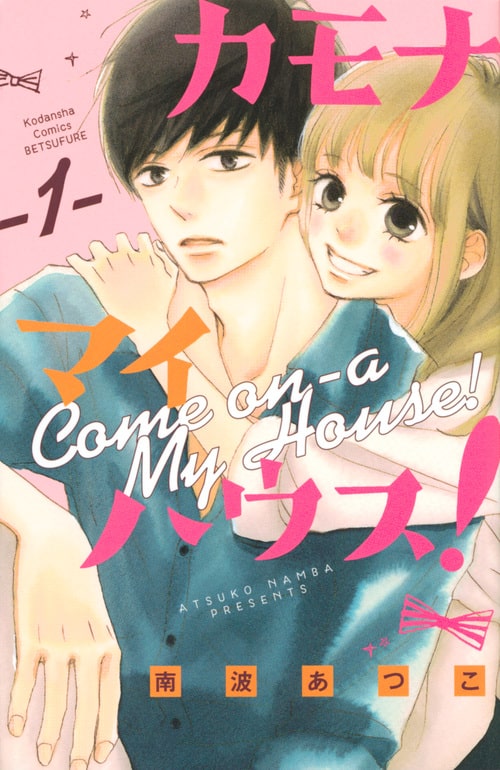 カモナ
Kodansha
Comics
BETSUFURE
-1-
マイ
Come on-a
My House!
ハウス!
ATSUKO NAMBA
PRESENTS
南波あつこ